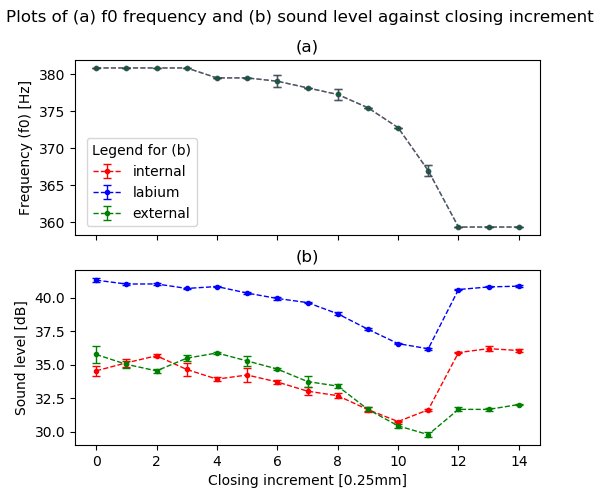 Plots of (a) f0 frequency and (b) sound level against closing increment
(a)
Frequency (f0) [Hz]
380
375
370
365
360
Legend for (b)
internal
labium
external
(b)
Sound level [dB]
40.0
37.5
35.0
32.5
30.0
0 2 4 6 8 10 12 14
Closing increment [0.25mm]